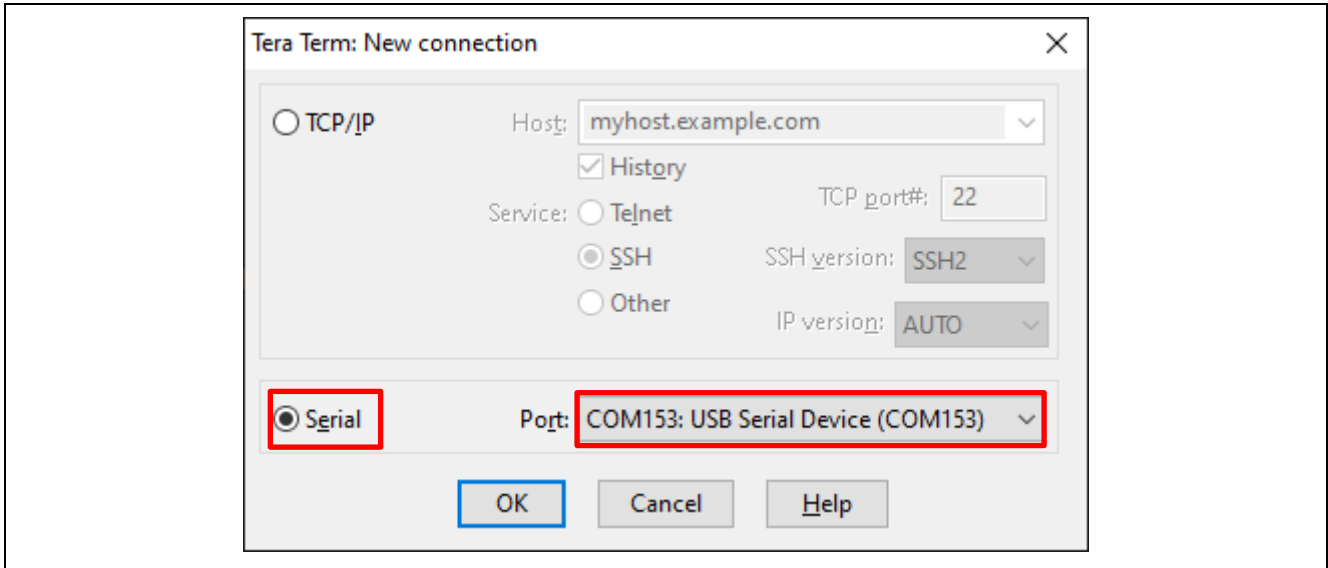 Tera Term: New connection
TCP/IP
Host: myhost.example.com
History
Service: Telnet
TCP port#: 22
SSH
SSH version: SSH2
Other
IP version: AUTO
Serial
Port: COM153: USB Serial Device (COM153)
OK Cancel Help